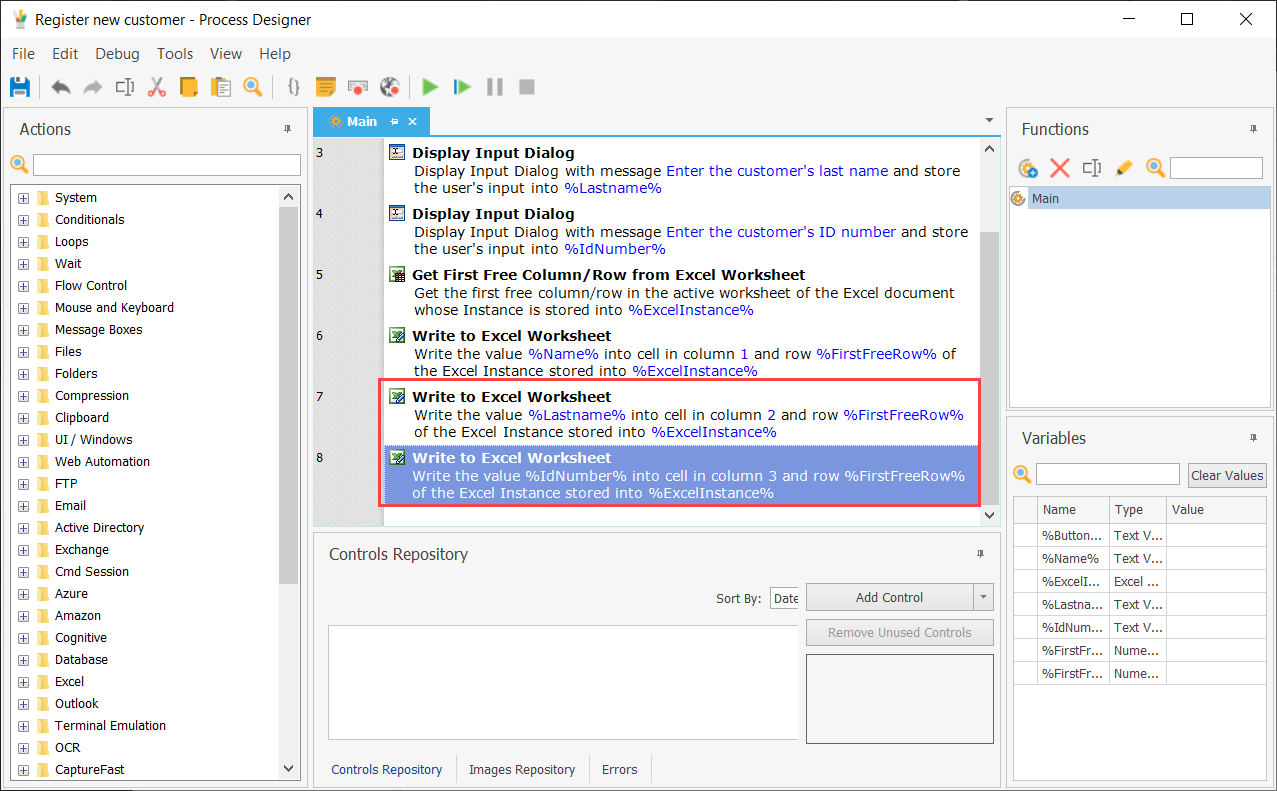 Register new customer - Process Designer
File Edit Debug Tools View Help
Actions
System
Conditionals
Loops
Wait
Flow Control
Mouse and Keyboard
Message Boxes
Files
Folders
Compression
Clipboard
UI / Windows
Web Automation
FTP
Email
Active Directory
Exchange
Cmd Session
Azure
Amazon
Cognitive
Database
Excel
Outlook
Terminal Emulation
OCR
CaptureFast
Main
3 Display Input Dialog
Display Input Dialog with message Enter the customer's last name and store
the user's input into %Lastname%
4 Display Input Dialog
Display Input Dialog with message Enter the customer's ID number and store
the user's input into %IdNumber%
5 Get First Free Column/Row from Excel Worksheet
Get the first free column/row in the active worksheet of the Excel document
whose Instance is stored into %ExcelInstance%
6 Write to Excel Worksheet
Write the value %Name% into cell in column 1 and row %FirstFreeRow% of
the Excel Instance stored into %ExcelInstance%
7 Write to Excel Worksheet
Write the value %Lastname% into cell in column 2 and row %FirstFreeRow%
of the Excel Instance stored into %ExcelInstance%
8 Write to Excel Worksheet
Write the value %IdNumber% into cell in column 3 and row %FirstFreeRow%
of the Excel Instance stored into %ExcelInstance%
Controls Repository
Sort By: Date
Add Control
Remove Unused Controls
Controls Repository Images Repository Errors
Functions
Main
Variables
Clear Values
Name Type Value
%Button... Text V...
%Name% Text V...
%ExcelI... Excel ...
%Lastna... Text V...
%IdNum... Text V...
%FirstFr... Nume...
%FirstFr... Nume...